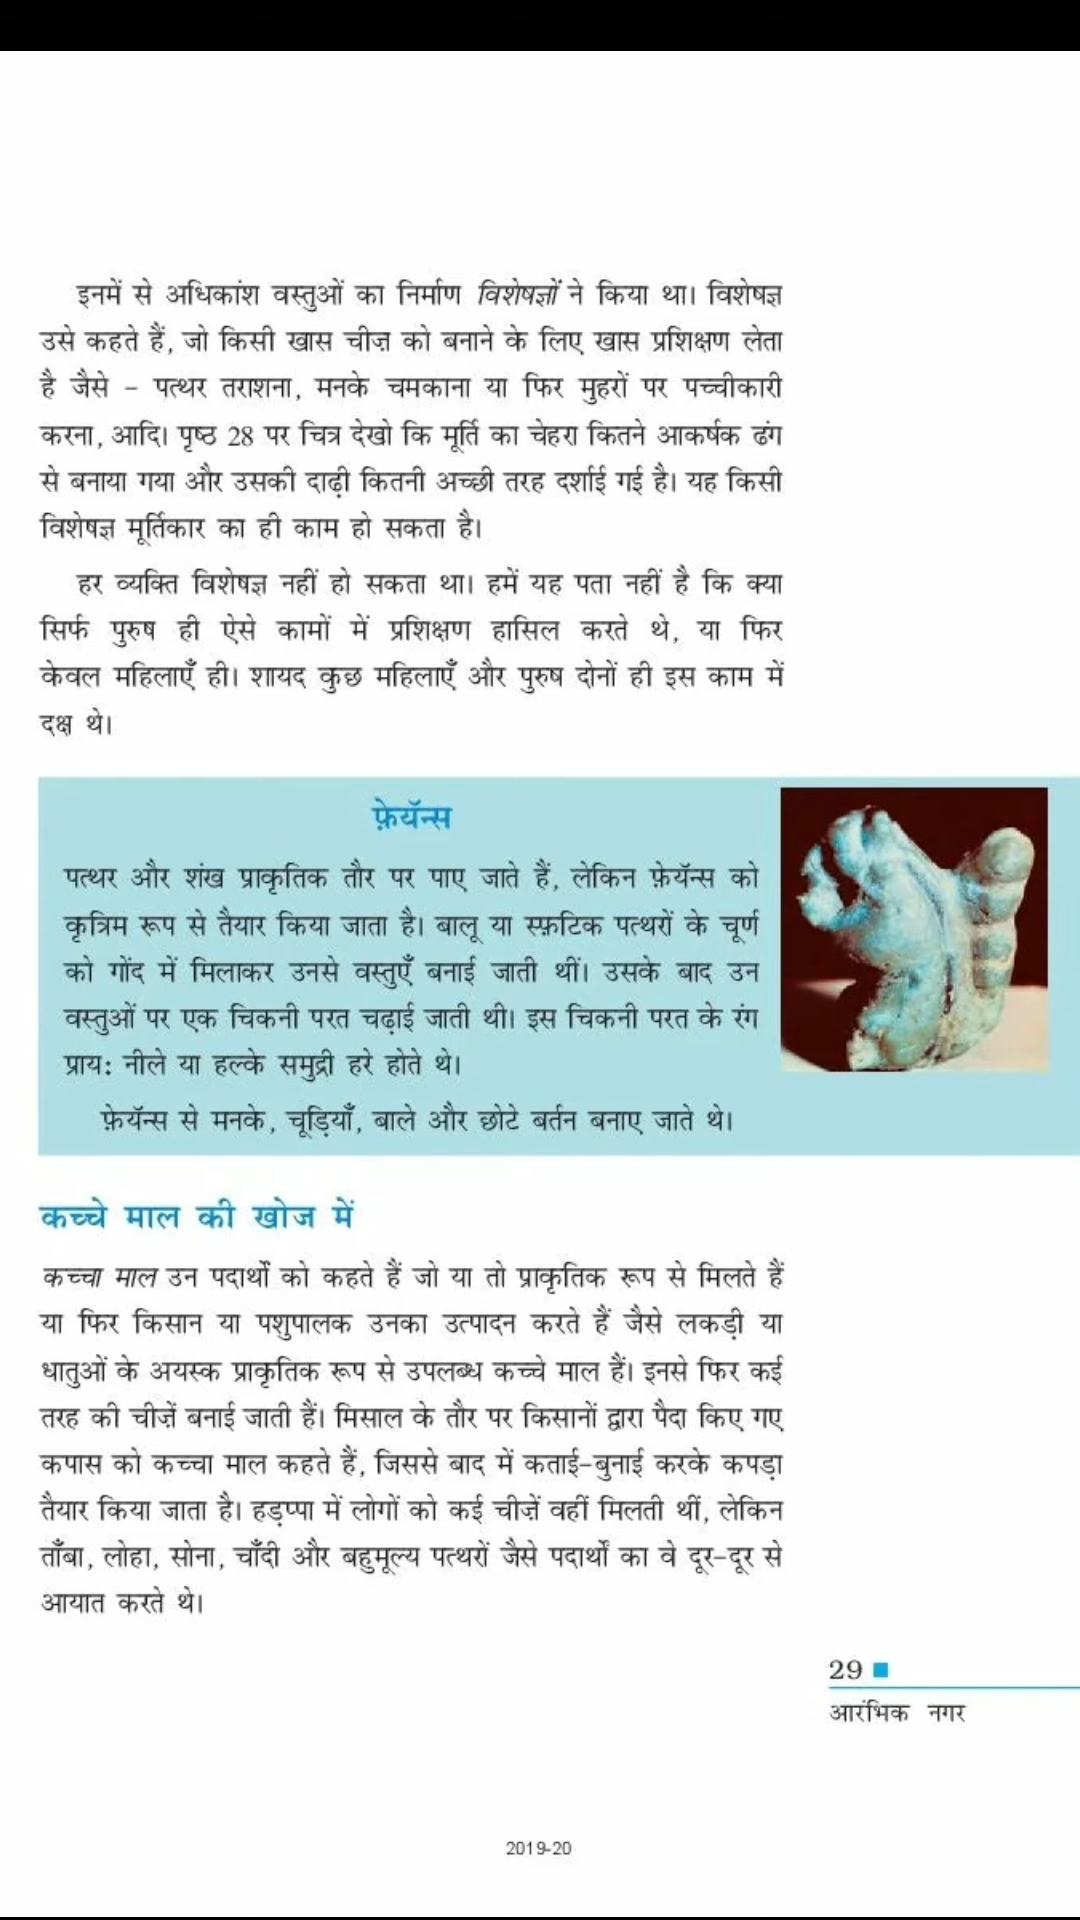 इनमें से अधिकांश वस्तुओं का निर्माण विशेषज्ञों ने किया था। विशेषज्ञ
उसे कहते हैं, जो किसी खास चीज़ को बनाने के लिए खास प्रशिक्षण लेता
है जैसे – पत्थर तराशना, मनके चमकाना या फिर मुहरों पर पच्चीकारी
करना, आदि। पृष्ठ 28 पर चित्र देखो कि मूर्ति का चेहरा कितने आकर्षक ढंग
से बनाया गया और उसकी दाढ़ी कितनी अच्छी तरह दर्शाई गई है। यह किसी
विशेषज्ञ मूर्तिकार का ही काम हो सकता है।
हर व्यक्ति विशेषज्ञ नहीं हो सकता था। हमें यह पता नहीं है कि क्या
सिर्फ पुरुष ही ऐसे कामों में प्रशिक्षण हासिल करते थे, या फिर
केवल महिलाएँ ही। शायद कुछ महिलाएँ और पुरुष दोनों ही इस काम में
दक्ष थे।
फ़ेयॅन्स
पत्थर और शंख प्राकृतिक तौर पर पाए जाते हैं, लेकिन फ़ेयॅन्स को
कृत्रिम रूप से तैयार किया जाता है। बालू या स्फ़टिक पत्थरों के चूर्ण
को गोंद में मिलाकर उनसे वस्तुएँ बनाई जाती थीं। उसके बाद उन
वस्तुओं पर एक चिकनी परत चढ़ाई जाती थी। इस चिकनी परत के रंग
प्राय: नीले या हल्के समुद्री हरे होते थे।
फ़ेयॅन्स से मनके, चूड़ियाँ, बाले और छोटे बर्तन बनाए जाते थे।
कच्चे माल की खोज में
कच्चा माल उन पदार्थों को कहते हैं जो या तो प्राकृतिक रूप से मिलते हैं
या फिर किसान या पशुपालक उनका उत्पादन करते हैं जैसे लकड़ी या
धातुओं के अयस्क प्राकृतिक रूप से उपलब्ध कच्चे माल हैं। इनसे फिर कई
तरह की चीज़ें बनाई जाती हैं। मिसाल के तौर पर किसानों द्वारा पैदा किए गए
कपास को कच्चा माल कहते हैं, जिससे बाद में कताई-बुनाई करके कपड़ा
तैयार किया जाता है। हड़प्पा में लोगों को कई चीज़ें वहीं मिलती थीं, लेकिन
ताँबा, लोहा, सोना, चाँदी और बहुमूल्य पत्थरों जैसे पदार्थों का वे दूर-दूर से
आयात करते थे।
29
आरंभिक नगर
2019-20